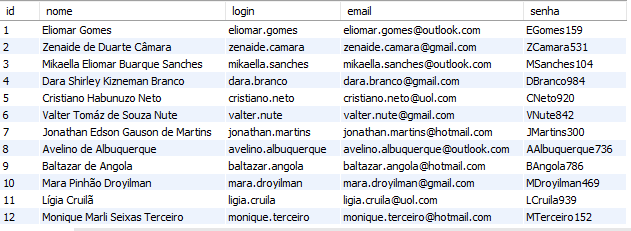 id nome login email senha
1 Eliomar Gomes eliomar.gomes eliomar.gomes@outlook.com EGomes159
2 Zenaide de Duarte Câmara zenaide.camara zenaide.camara@gmail.com ZCamara531
3 Mikaella Eliomar Buarque Sanches mikaella.sanches mikaella.sanches@outlook.com MSanches104
4 Dara Shirley Kizneman Branco dara.branco dara.branco@gmail.com DBranco984
5 Cristiano Habunuzo Neto cristiano.neto cristiano.neto@uol.com CNeto920
6 Valter Tomáz de Souza Nute valter.nute valter.nute@gmail.com VNute842
7 Jonathan Edson Gauson de Martins jonathan.martins jonathan.martins@hotmail.com JMartins300
8 Avelino de Albuquerque avelino.albuquerque avelino.albuquerque@outlook.com AAlbuquerque736
9 Baltazar de Angola baltazar.angola baltazar.angola@hotmail.com BAngola786
10 Mara Pinhão Droyilman mara.droyilman mara.droyilman@gmail.com MDroyilman469
11 Lígia Cruilã ligia.cruila ligia.cruila@uol.com LCruila939
12 Monique Marli Seixas Terceiro monique.terceiro monique.terceiro@hotmail.com MTerceiro152